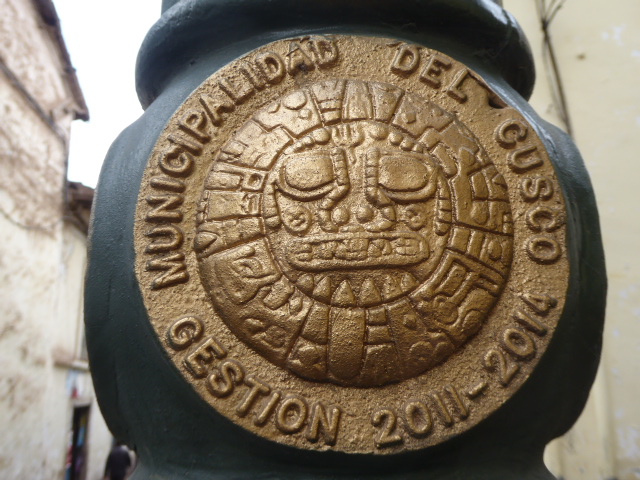 MUNICIPALIDAD DEL CUSCO
GESTION 2011-2014